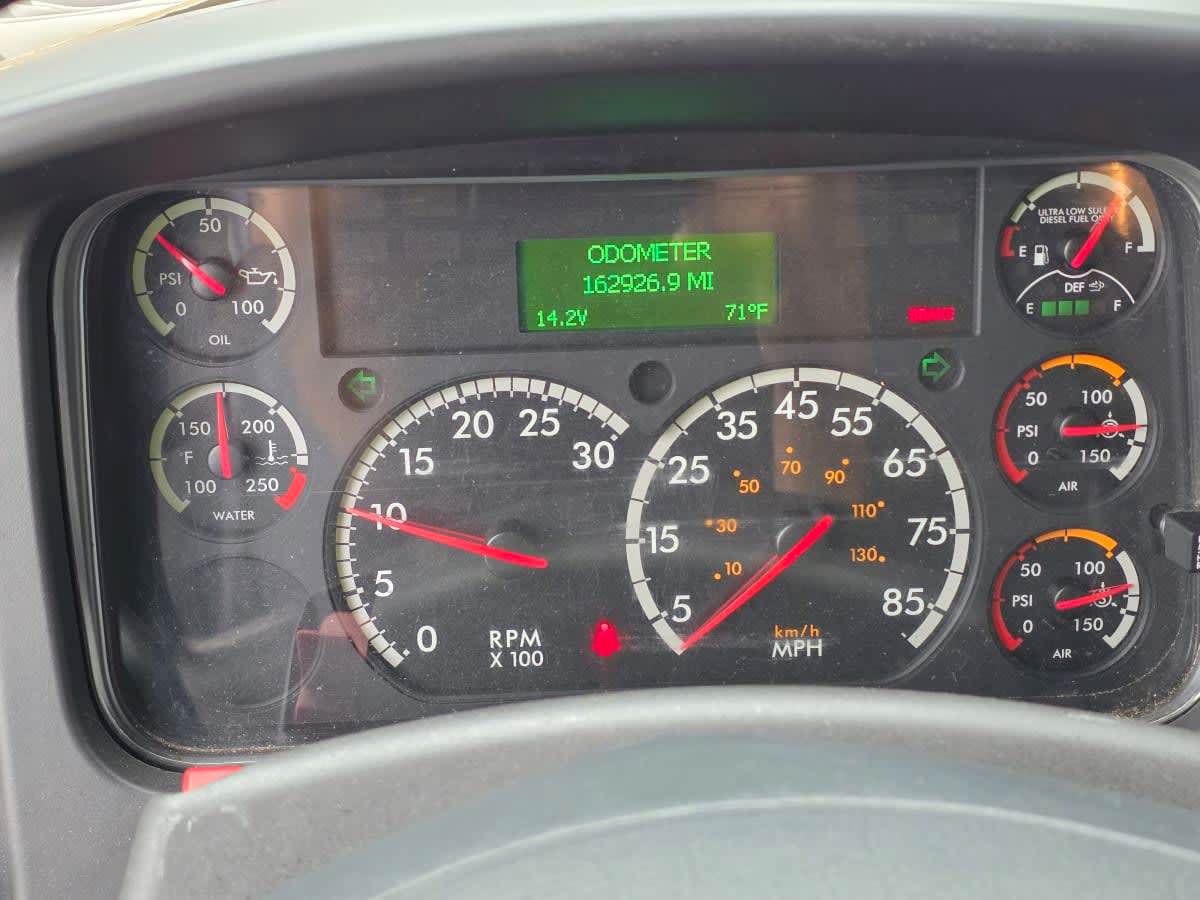 50
PSI
0
100
OIL
150
200
°F
100
250
WATER
ODOMETER
162926.9 MI
14.2V
71°F
BRAKE
0
5
10
15
20
25
30
RPM
X 100
5
15
25
35
45
55
65
75
85
10
30
50
70
90
110
130
km/h
MPH
ULTRA LOW
DIESEL FUEL
E
F
DEF
E
F
50
100
PSI
0
150
AIR
50
100
PSI
0
150
AIR